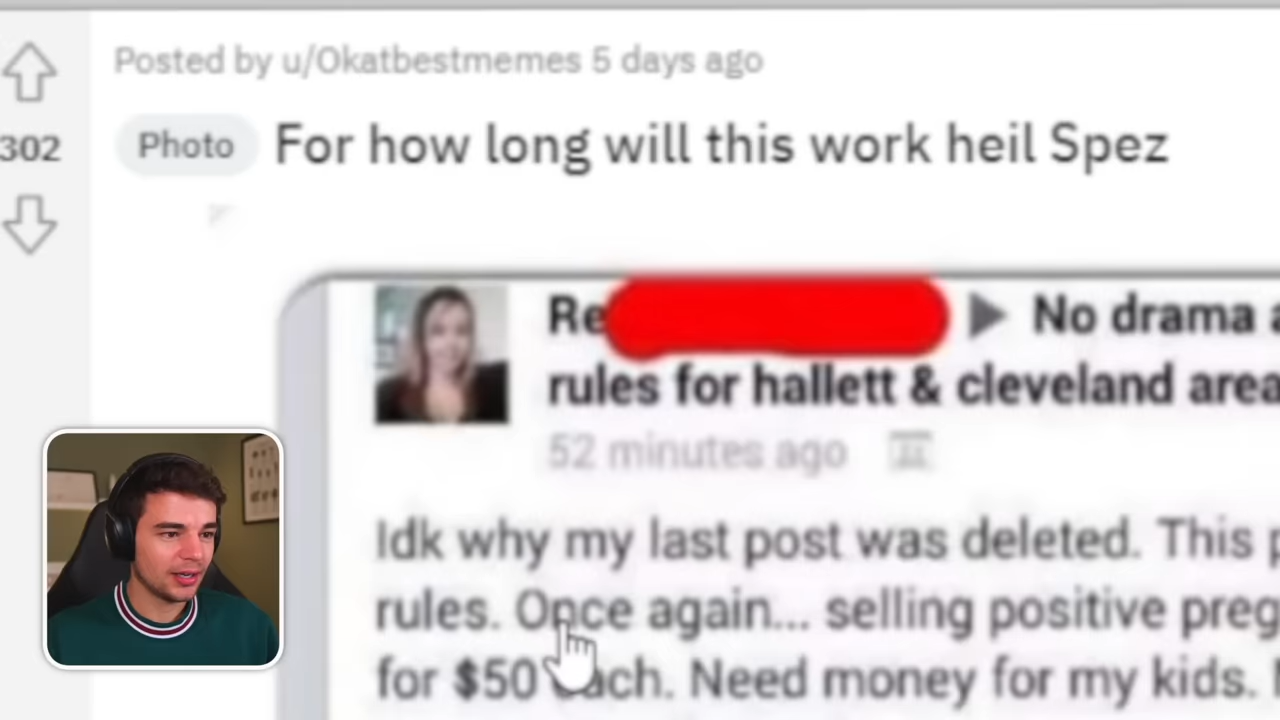 Posted by u/Okatbestmemes 5 days ago
302
Photo For how long will this work heil Spez
Re No drama a
rules for hallett & cleveland area
52 minutes ago
Idk why my last post was deleted. This p
rules. Once again... selling positive preg
for $50 each. Need money for my kids.